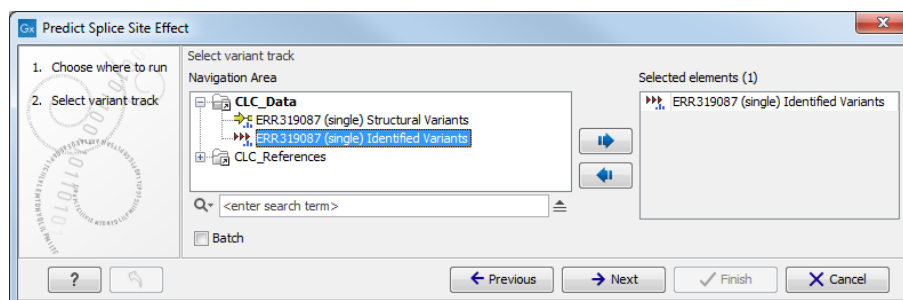 Gx Predict Splice Site Effect
1. Choose where to run
2. Select variant track
Select variant track
Navigation Area
CLC_Data
ERR319087 (single) Structural Variants
ERR319087 (single) Identified Variants
CLC_References
<enter search term>
Batch
Selected elements (1)
ERR319087 (single) Identified Variants
?
Previous
Next
Finish
Cancel